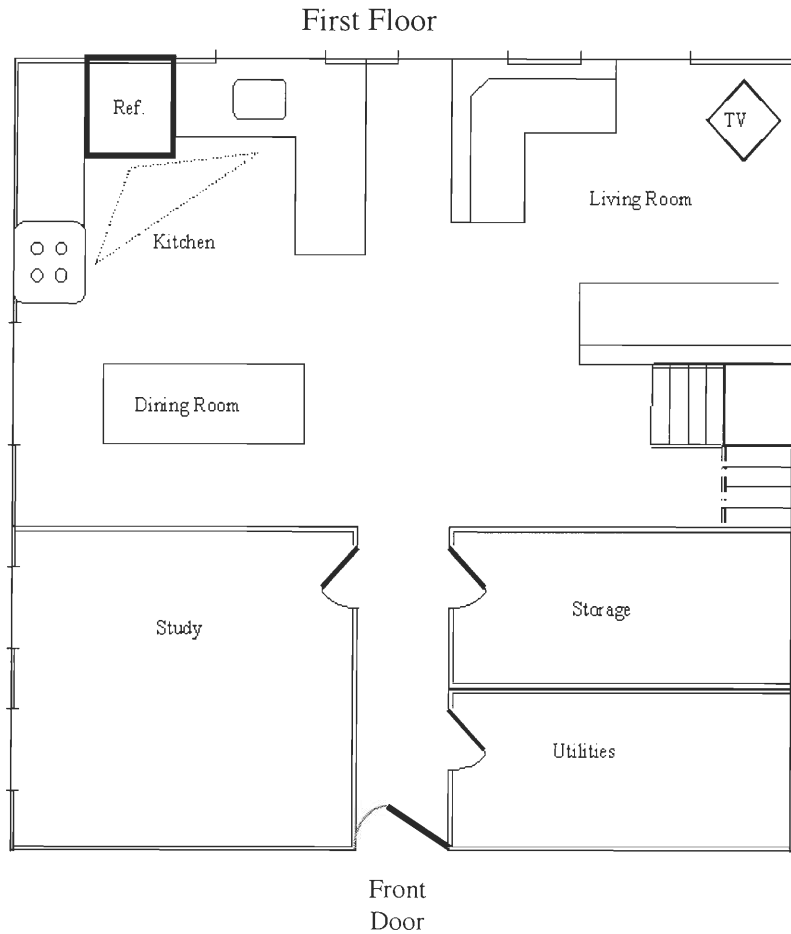 First Floor
Ref.
TV
Living Room
Kitchen
Dining Room
Study
Storage
Utilities
Front
Door